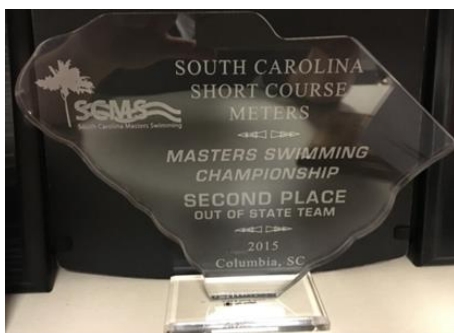 SCMS
South Carolina Masters Swimming
SOUTH CAROLINA
SHORT COURSE
METERS
MASTERS SWIMMING
CHAMPIONSHIP
SECOND PLACE
OUT OF STATE TEAM
2015
Columbia, SC